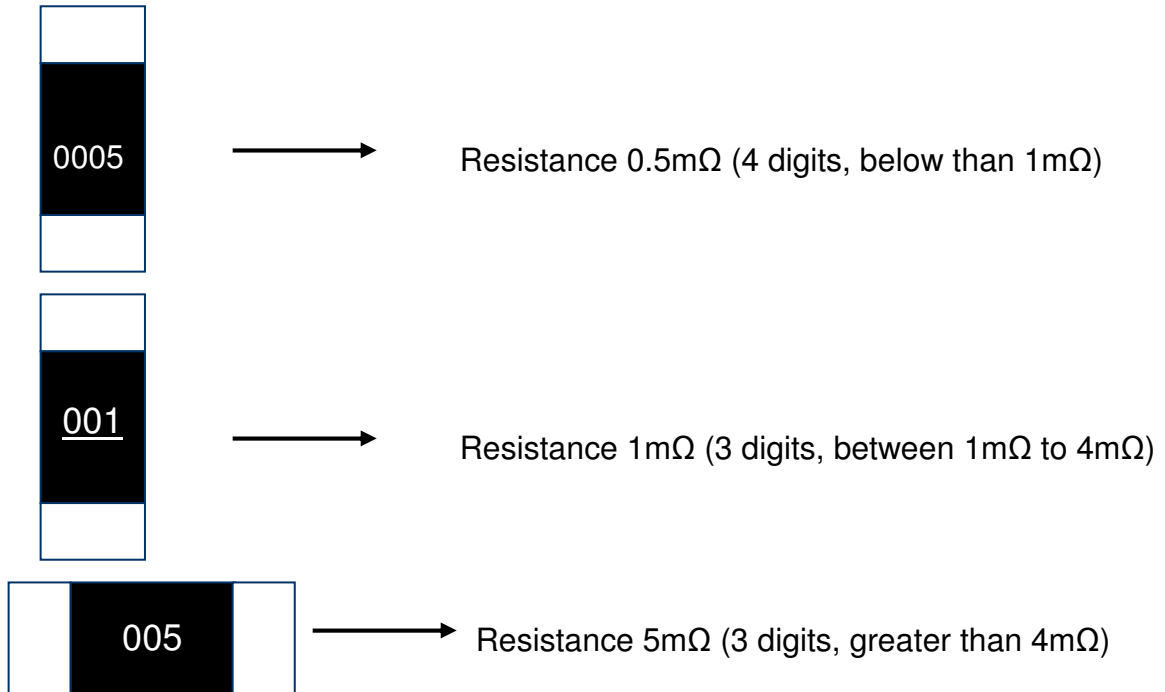 0005
Resistance 0.5mΩ (4 digits, below than 1mΩ)
001
Resistance 1mΩ (3 digits, between 1mΩ to 4mΩ)
005
Resistance 5mΩ (3 digits, greater than 4mΩ)